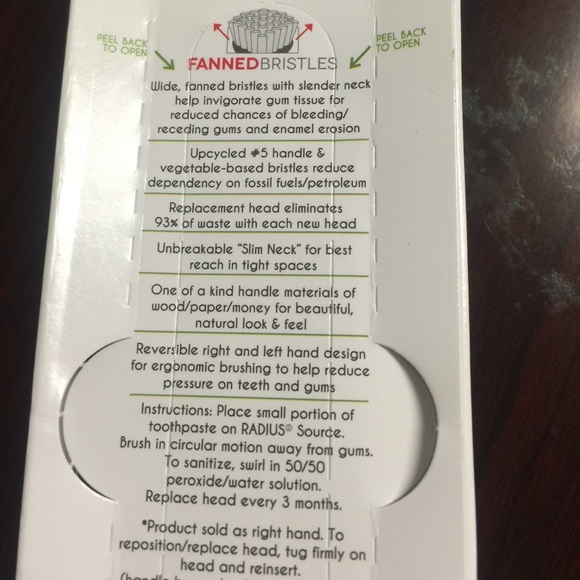 PEEL BACK
TO OPEN
PEEL BACK
TO OPEN
FANNEDBRISTLES
Wide, fanned bristles with slender neck
help invigorate gum tissue for
reduced chances of bleeding/
receding gums and enamel erosion
Upcycled #5 handle &
vegetable-based bristles reduce
dependency on fossil fuels/petroleum
Replacement head eliminates
93% of waste with each new head
Unbreakable "Slim Neck" for best
reach in tight spaces
One of a kind handle materials of
wood/paper/money for beautiful,
natural look & feel
Reversible right and left hand design
for ergonomic brushing to help reduce
pressure on teeth and gums
Instructions: Place small portion of
toothpaste on RADIUS® Source.
Brush in circular motion away from gums.
To sanitize, swirl in 50/50
peroxide/water solution.
Replace head every 3 months.
*Product sold as right hand. To
reposition/replace head, tug firmly on
head and reinsert.